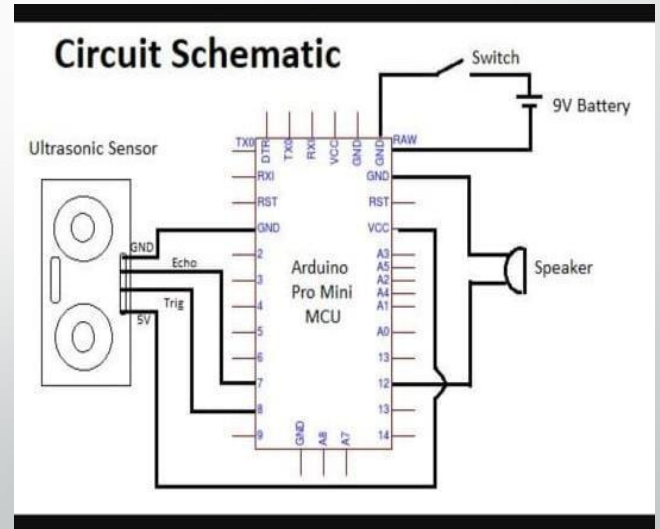 Circuit Schematic
Switch
9V Battery
Ultrasonic Sensor
TX0
DTR
TX0
RXI
VCC
GND
GND
RAW
RXI
GND
RST
RST
GND
VCC
GND
Echo
Trig
5V
2
3
4
5
6
7
8
9
Arduino
Pro Mini
MCU
A3
A5
A2
A4
A1
A0
13
12
13
14
Speaker
GND
A8
A7